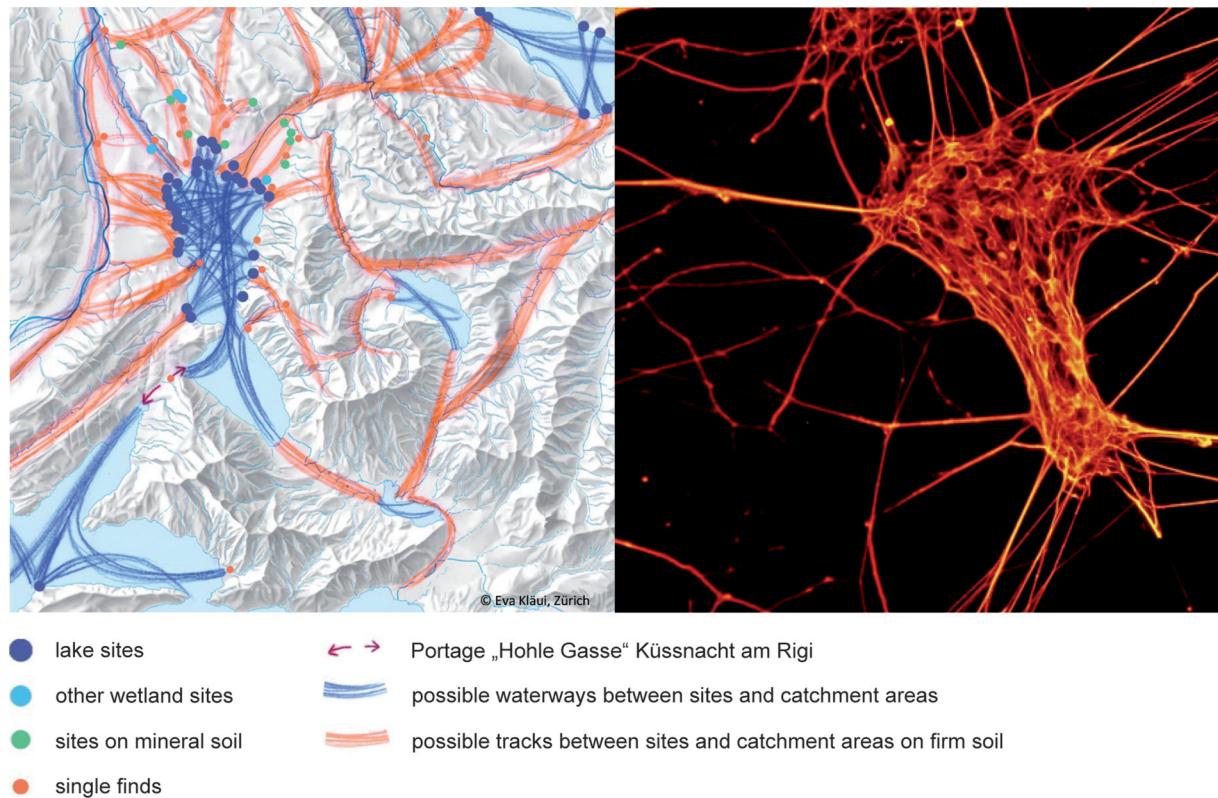 © Eva Kläui, Zürich
lake sites
other wetland sites
sites on mineral soil
single finds
Portage „Hohle Gasse“ Küssnacht am Rigi
possible waterways between sites and catchment areas
possible tracks between sites and catchment areas on firm soil